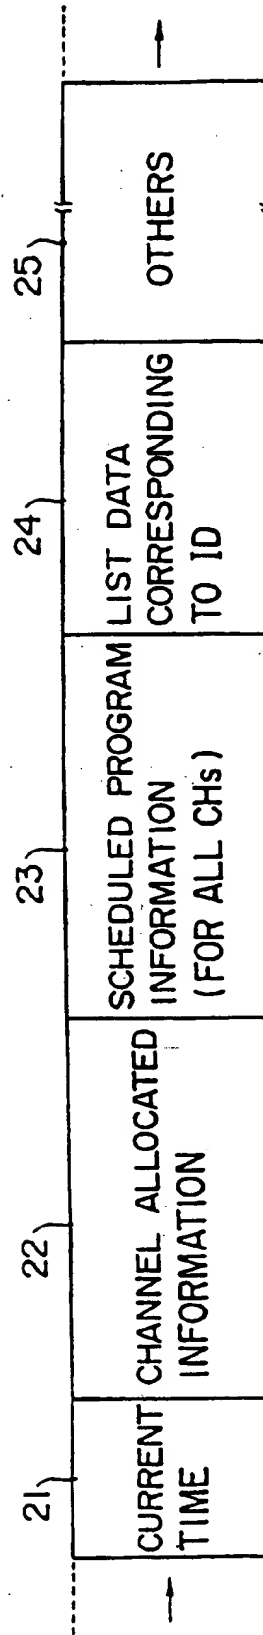 21
22
23
24
25
CURRENT
TIME
CHANNEL ALLOCATED
INFORMATION
SCHEDULED PROGRAM
INFORMATION
(FOR ALL CHs)
LIST DATA
CORRESPONDING
TO ID
OTHERS